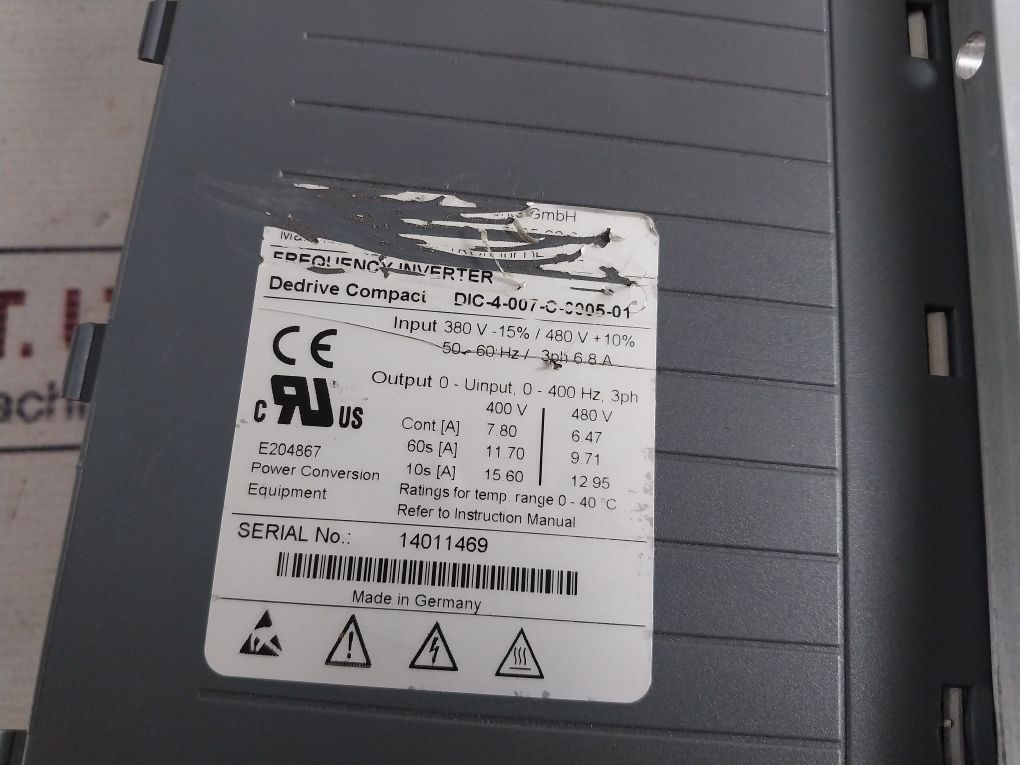 GmbH
FREQUENCY INVERTER
Dedrive Compact DIC-4-007-C-0005-01
Input 380 V -15% / 480 V +10%
50 - 60 Hz / 3ph 6.8 A
Output 0 - Uinput, 0 - 400 Hz, 3ph
400 V 480 V
Cont.[A] 7.80 6.47
60s [A] 11.70 9.71
10s [A] 15.60 12.95
Ratings for temp. range 0 - 40 °C
Refer to Instruction Manual
CE
C RU US
E204867
Power Conversion
Equipment
SERIAL No.: 14011469
Made in Germany